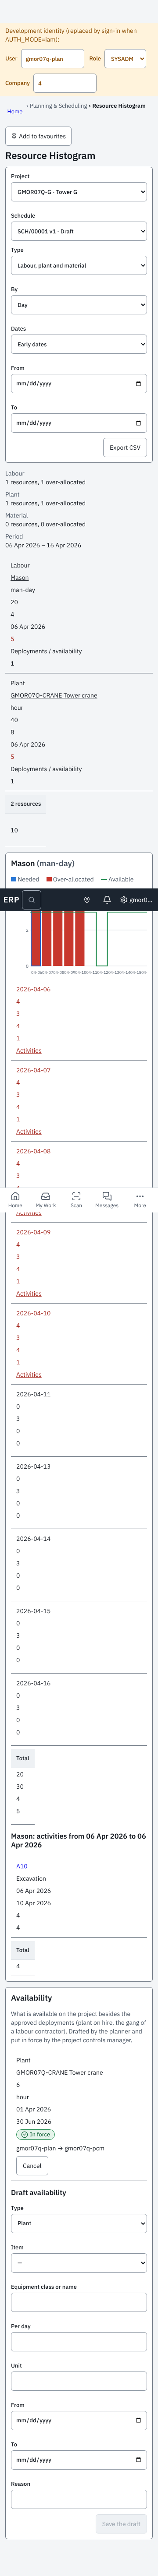 Development identity (replaced by sign-in when
AUTH_MODE=iam):
User
gmor07q-plan
Role
SYSADM
Company
4
Home › Planning & Scheduling › Resource Histogram
Add to favourites
Resource Histogram
Project
GMOR07Q-G · Tower G
Schedule
SCH/00001 v1 · Draft
Type
Labour, plant and material
By
Day
Dates
Early dates
From
mm/dd/yyyy
To
mm/dd/yyyy
Export CSV
Labour
1 resources, 1 over-allocated
Plant
1 resources, 1 over-allocated
Material
0 resources, 0 over-allocated
Period
06 Apr 2026 – 16 Apr 2026
Labour
Mason
man-day
20
4
06 Apr 2026
5
Deployments / availability
1
Plant
GMOR07Q-CRANE Tower crane
hour
40
8
06 Apr 2026
5
Deployments / availability
1
2 resources
10
Mason (man-day)
Needed
Over-allocated
Available
ERP
gmor0...
0
2026-04-06
4
3
4
1
Activities
2026-04-07
4
3
4
1
Activities
2026-04-08
4
3
Home
Inbox
Scan
Messages
More
Activities
2026-04-09
4
3
4
1
Activities
2026-04-10
4
3
4
1
Activities
2026-04-11
0
3
0
0
2026-04-13
0
3
0
0
2026-04-14
0
3
0
0
2026-04-15
0
3
0
0
2026-04-16
0
3
0
0
Total
20
30
4
5
Mason: activities from 06 Apr 2026 to 06
Apr 2026
A10
Excavation
06 Apr 2026
10 Apr 2026
4
4
Total
4
Availability
What is available on the project besides the
approved deployments (plant on hire, the gang of
a labour contractor). Drafted by the planner and
put in force by the project controls manager.
Plant
GMOR07Q-CRANE Tower crane
6
hour
01 Apr 2026
30 Jun 2026
In force
gmor07q-plan → gmor07q-pcm
Cancel
Draft availability
Type
Plant
Item
—
Equipment class or name
Per day
Unit
From
mm/dd/yyyy
To
mm/dd/yyyy
Reason
Save the draft